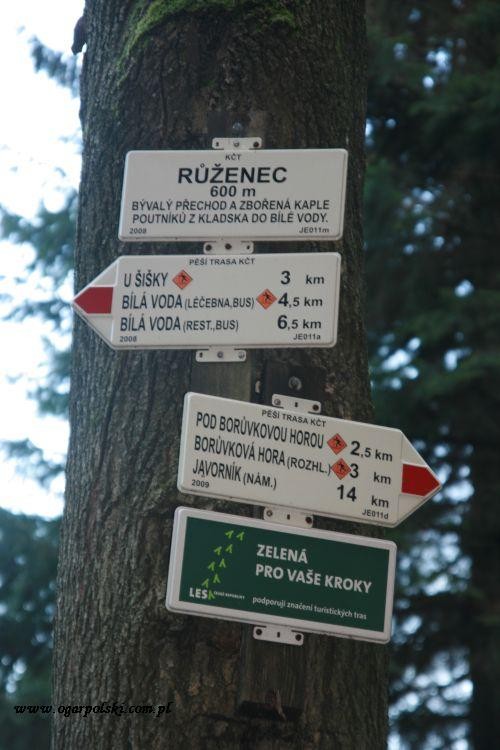 KČT
RŮŽENEC
600 m
BÝVALÝ PŘECHOD A ZBOŘENÁ KAPLE
POUTNÍKŮ Z KLADSKA DO BÍLÉ VODY.
2008 JE011m
PĚŠÍ TRASA KČT
U ŠIŠKY 3 km
BÍLÁ VODA (LÉČEBNA,BUS) 4,5 km
BÍLÁ VODA (REST.,BUS) 6,5 km
2008 JE011a
PĚŠÍ TRASA KČT
POD BORŮVKOVOU HOROU 2,5 km
BORŮVKOVÁ HORA (ROZHL.) 3 km
JAVORNÍK (NÁM.) 14 km
2009 JE011d
ZELENÁ
PRO VAŠE KROKY
LESY ČESKÉ REPUBLIKY
podporují značení turistických tras
www.ogarpolski.com.pl